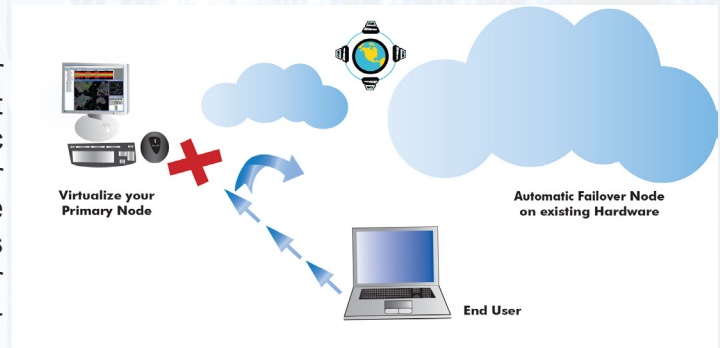 Virtualize your
Primary Node
Automatic Failover Node
on existing Hardware
End User